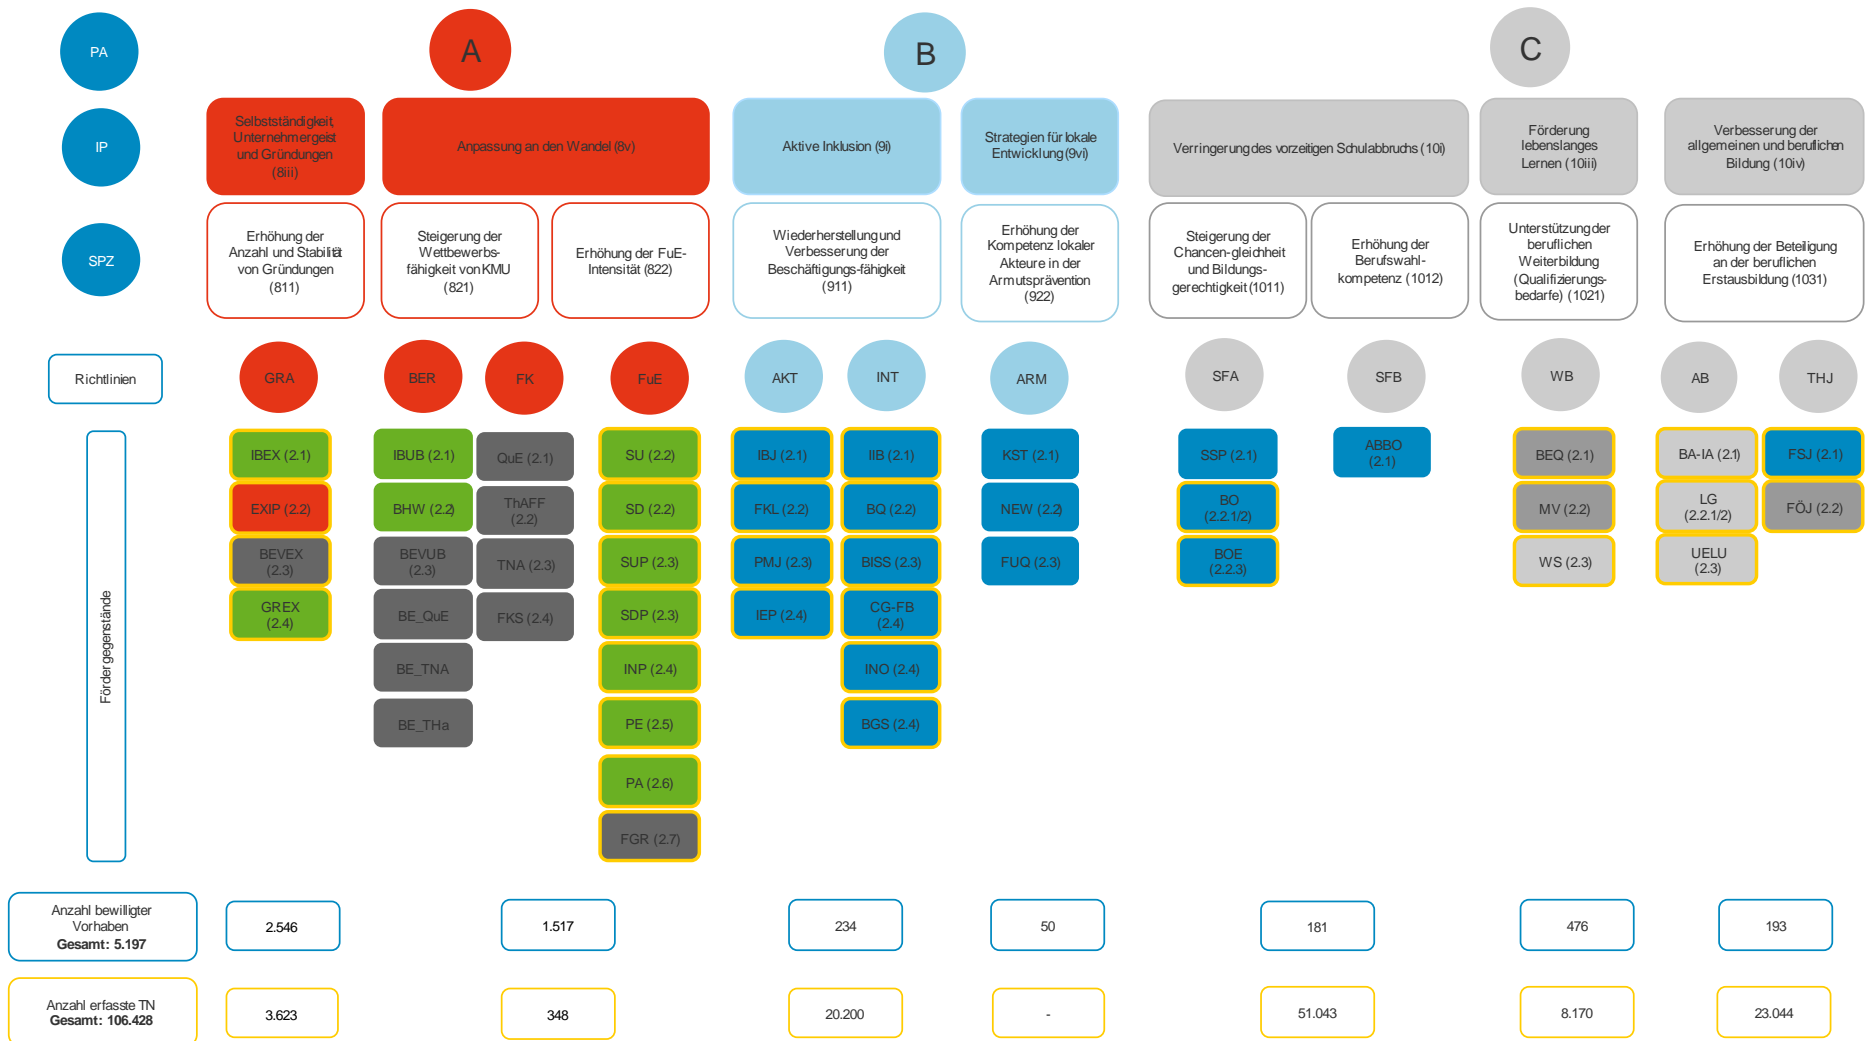 PA
A
B
C
IP
Selbstständigkeit,
Unternehmergeist
und Gründungen
(8iii)
Anpassung an den Wandel (8v)
Aktive Inklusion (9i)
Strategien für lokale
Entwicklung (9vi)
Verringerung des vorzeitigen Schulabbruchs (10i)
Förderung
lebenslanges
Lernen (10iii)
Verbesserung der
allgemeinen und beruflichen
Bildung (10iv)
SPZ
Erhöhung der
Anzahl und Stabilität
von Gründungen
(811)
Steigerung der
Wettbewerbs-
fähigkeit von KMU
(821)
Erhöhung der FuE-
Intensität (822)
Wiederherstellung und
Verbesserung der
Beschäftigungs-fähigkeit
(911)
Erhöhung der
Kompetenz lokaler
Akteure in der
Armutsprävention
(922)
Steigerung der
Chancen-gleichheit
und Bildungs-
gerechtigkeit (1011)
Erhöhung der
Berufswahl-
kompetenz (1012)
Unterstützung der
beruflichen
Weiterbildung
(Qualifizierungs-
bedarfe) (1021)
Erhöhung der Beteiligung
an der beruflichen
Erstausbildung (1031)
Richtlinien
GRA
BER
FK
FuE
AKT
INT
ARM
SFA
SFB
WB
AB
THJ
Fördergegenstände
IBEX (2.1)
EXIP (2.2)
BEVEX
(2.3)
GREX
(2.4)
IBUB (2.1)
BHW (2.2)
BEVUB
(2.3)
BE_QuE
BE_TNA
BE_THa
QuE (2.1)
ThAFF
(2.2)
TNA (2.3)
FKS (2.4)
SU (2.2)
SD (2.2)
SUP (2.3)
SDP (2.3)
INP (2.4)
PE (2.5)
PA (2.6)
FGR (2.7)
IBJ (2.1)
FKL (2.2)
PMJ (2.3)
IEP (2.4)
IIB (2.1)
BQ (2.2)
BISS (2.3)
CG-FB
(2.4)
INO (2.4)
BGS (2.4)
KST (2.1)
NEW (2.2)
FUQ (2.3)
SSP (2.1)
BO
(2.2.1/2)
BOE
(2.2.3)
ABBO
(2.1)
BEQ (2.1)
MV (2.2)
WS (2.3)
BA-IA (2.1)
LG
(2.2.1/2)
UELU
(2.3)
FSJ (2.1)
FÖJ (2.2)
Anzahl bewilligter
Vorhaben
Gesamt: 5.197
2.546
1.517
234
50
181
476
193
Anzahl erfasste TN
Gesamt: 106.428
3.623
348
20.200
-
51.043
8.170
23.044